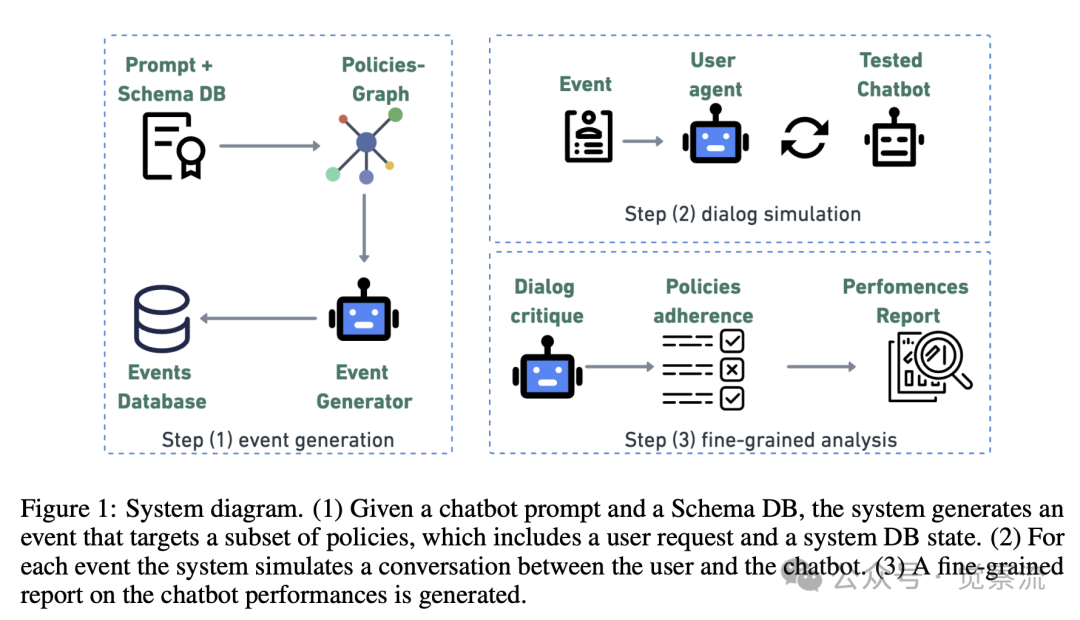 Prompt +
Schema DB
Policies-
Graph
Events
Database
Event
Generator
Step (1) event generation
Event
User
agent
Tested
Chatbot
Step (2) dialog simulation
Dialog
critique
Policies
adherence
Perfomences
Report
Step (3) fine-grained analysis
Figure 1: System diagram. (1) Given a chatbot prompt and a Schema DB, the system generates an
event that targets a subset of policies, which includes a user request and a system DB state. (2) For
each event the system simulates a conversation between the user and the chatbot. (3) A fine-grained
report on the chatbot performances is generated.
公众号 · 觉察流